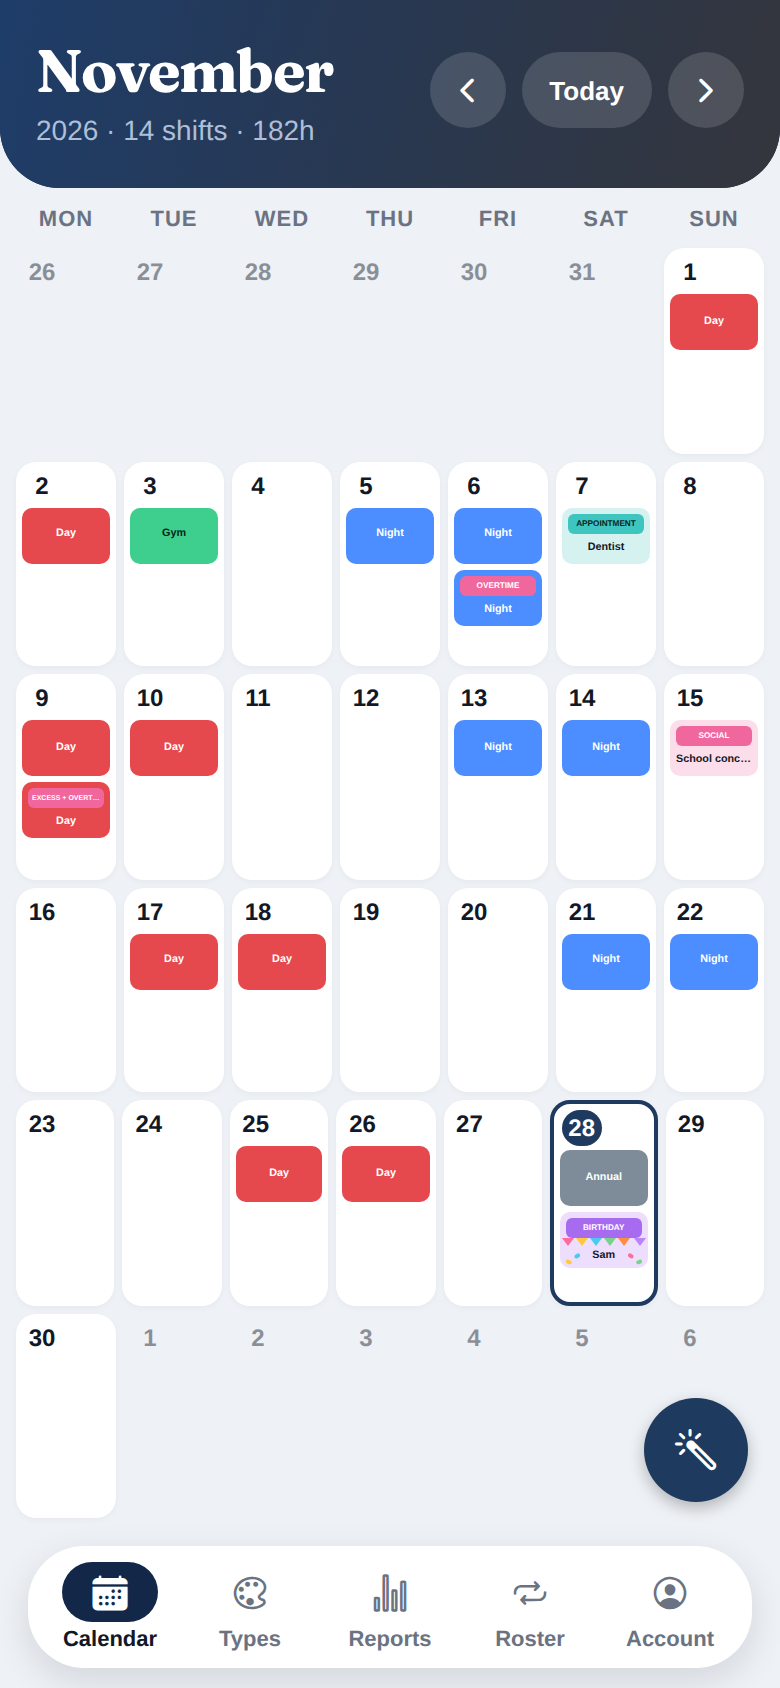 November
Today
2026 · 14 shifts · 182h
MON TUE WED THU FRI SAT SUN
26 27 28 29 30 31 1
Day
2 3 4 5 6 7 8
Day Gym Night Night APPOINTMENT
Dentist
OVERTIME
Night
9 10 11 12 13 14 15
Day Day Night Night SOCIAL
School conc...
EXCESS + OVERT...
Day
16 17 18 19 20 21 22
Day Day Night Night
23 24 25 26 27 28 29
Day Day Annual
BIRTHDAY
Sam
30 1 2 3 4 5 6
Calendar Types Reports Roster Account